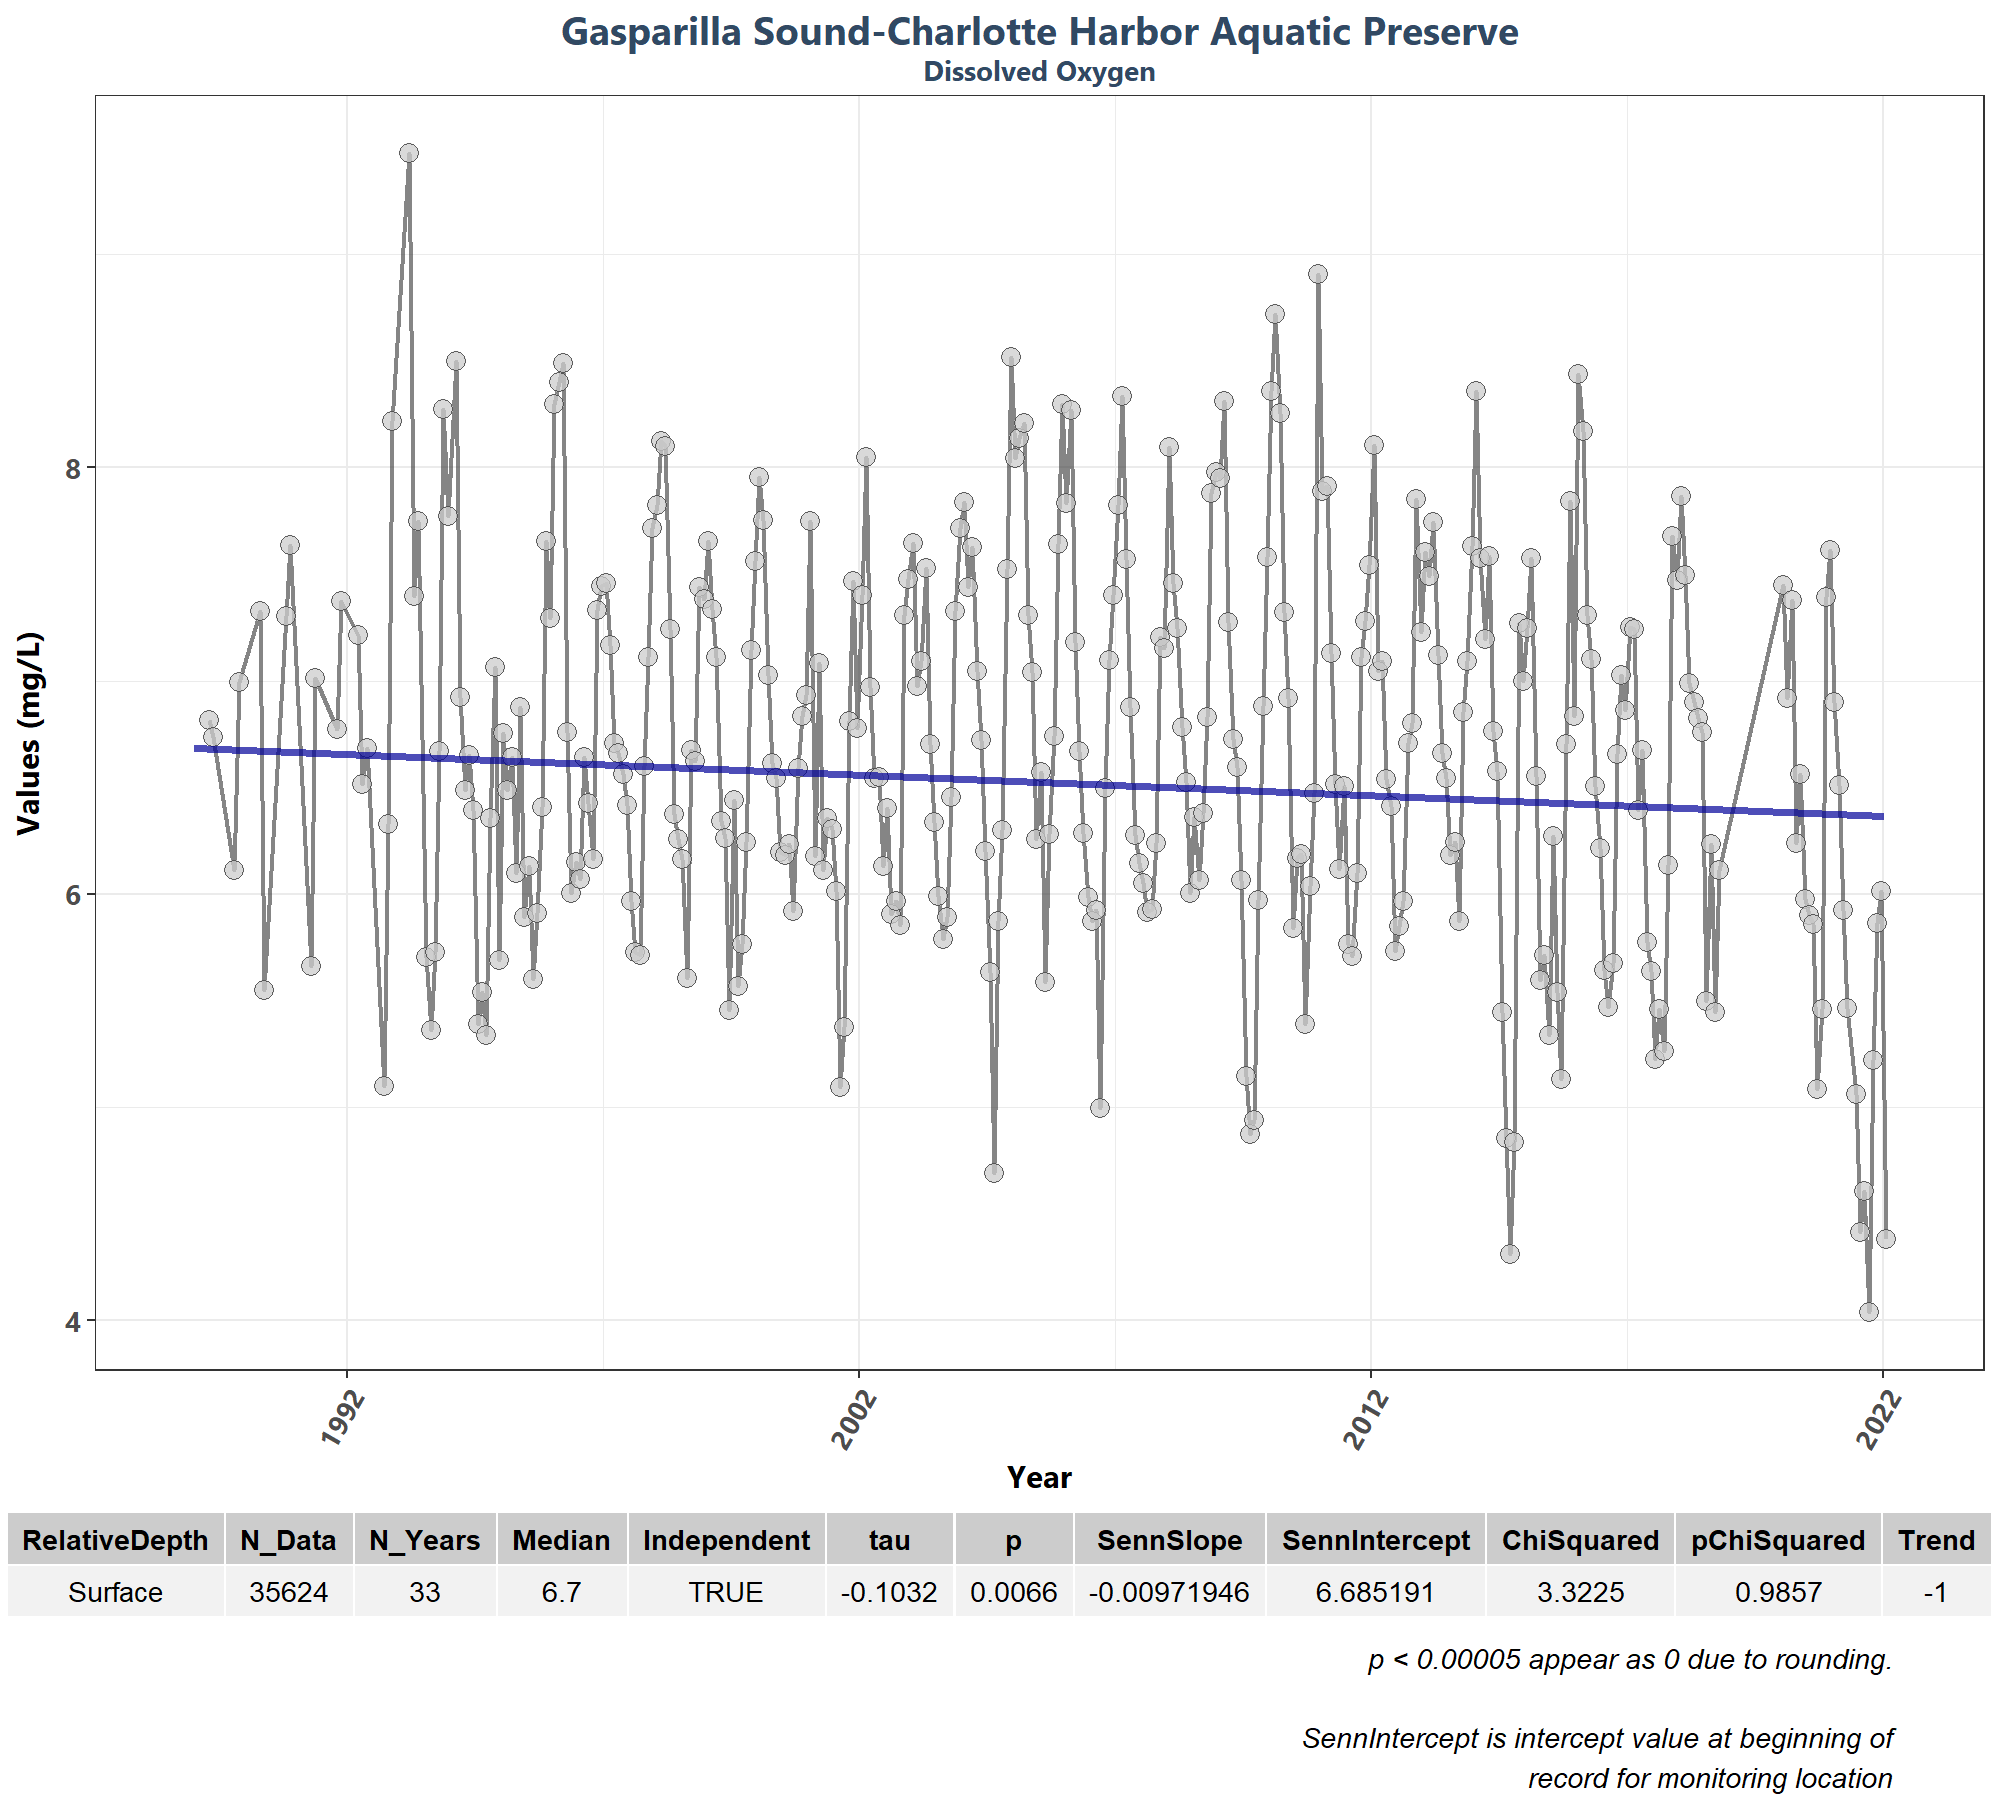 Gasparilla Sound-Charlotte Harbor Aquatic Preserve
Dissolved Oxygen
Values (mg/L)
8
6
4
1992 2002 2012 2022
Year
RelativeDepth N_Data N_Years Median Independent tau p SennSlope SennIntercept ChiSquared pChiSquared Trend
Surface 35624 33 6.7 TRUE -0.1032 0.0066 -0.00971946 6.685191 3.3225 0.9857 -1
p < 0.00005 appear as 0 due to rounding.
SennIntercept is intercept value at beginning of
record for monitoring location